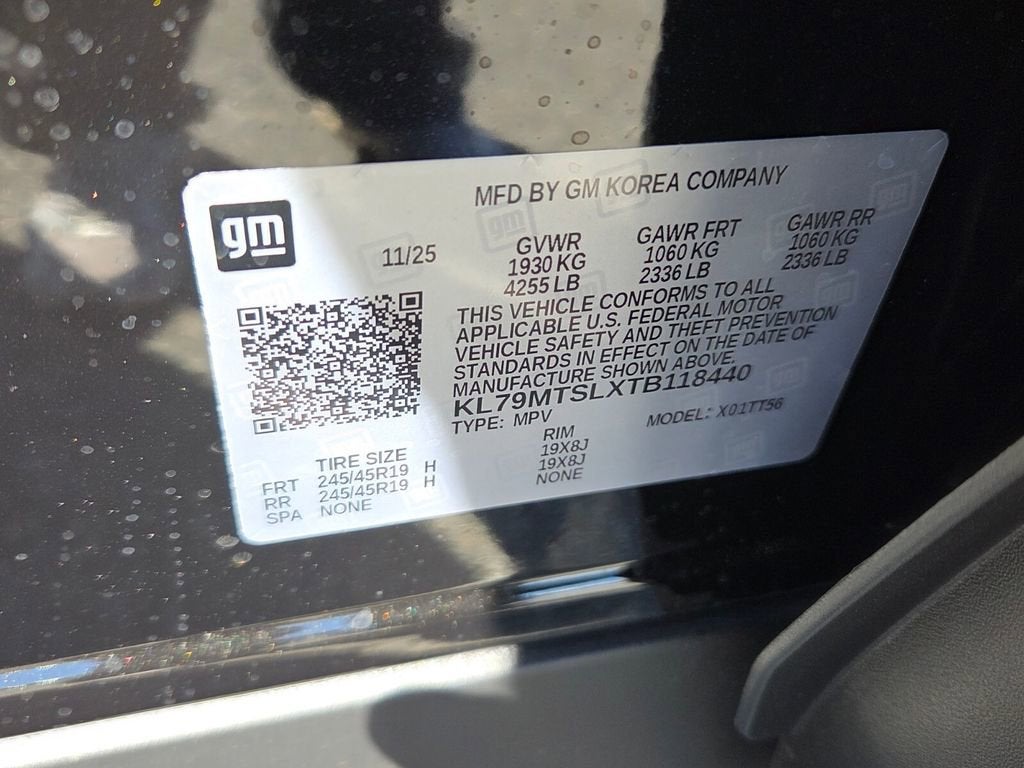 MFD BY GM KOREA COMPANY
gm
11/25
GVWR
1930 KG
4255 LB
GAWR FRT
1060 KG
2336 LB
GAWR RR
1060 KG
2336 LB
THIS VEHICLE CONFORMS TO ALL
APPLICABLE U.S. FEDERAL MOTOR
VEHICLE SAFETY AND THEFT PREVENTION
STANDARDS IN EFFECT ON THE DATE OF
MANUFACTURE SHOWN ABOVE.
KL79MTSLXTB118440
TYPE: MPV
MODEL: X01TT56
TIRE SIZE
RIM
FRT 245/45R19 H 19X8J
RR 245/45R19 H 19X8J
SPA NONE NONE